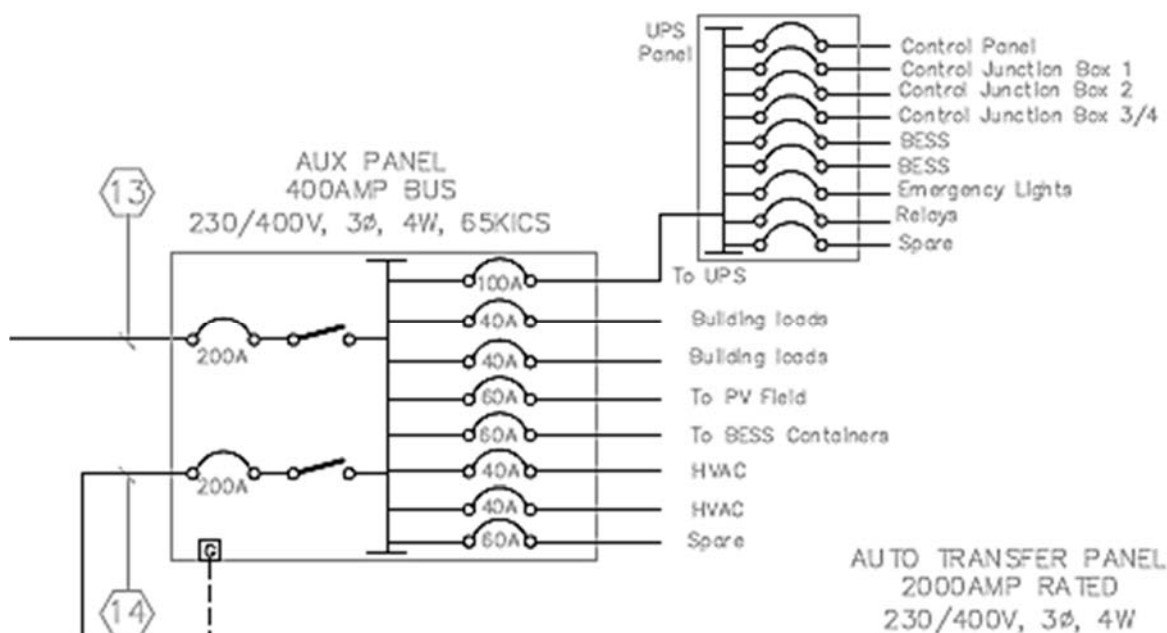 UPS
Panel
Control Panel
Control Junction Box 1
Control Junction Box 2
Control Junction Box 3/4
BESS
BESS
Emergency Lights
Relays
Spare
13
AUX PANEL
400AMP BUS
230/400V, 3ø, 4W, 65KICS
100A
To UPS
200A
40A
Building loads
40A
Building loads
60A
To PV Field
60A
To BESS Containers
200A
40A
HVAC
40A
HVAC
60A
Spare
G
14
AUTO TRANSFER PANEL
2000AMP RATED
230/400V, 3ø, 4W